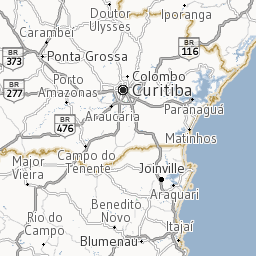 Doutor
Ulysses
Iporanga
Carambeí
BR
116
BR
373
Ponta Grossa
Colombo
Porto
Amazonas
Curitiba
BR
277
Paranaguá
Araucária
BR
476
Matinhos
Campo do
Tenente
Major
Vieira
Joinville
Araquari
Benedito
Novo
Rio do
Campo
Itajaí
Blumenau